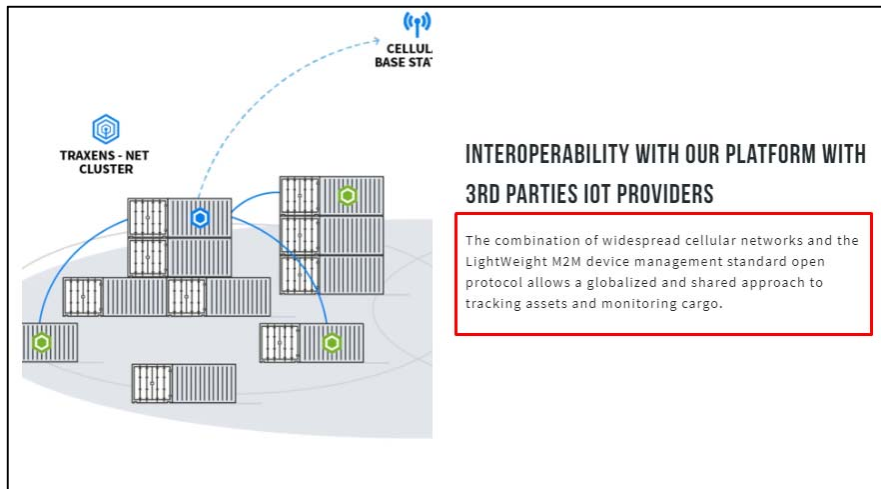 CELLUL
BASE STAT
TRAXENS - NET
CLUSTER
INTEROPERABILITY WITH OUR PLATFORM WITH
3RD PARTIES IOT PROVIDERS
The combination of widespread cellular networks and the
LightWeight M2M device management standard open
protocol allows a globalized and shared approach to
tracking assets and monitoring cargo.